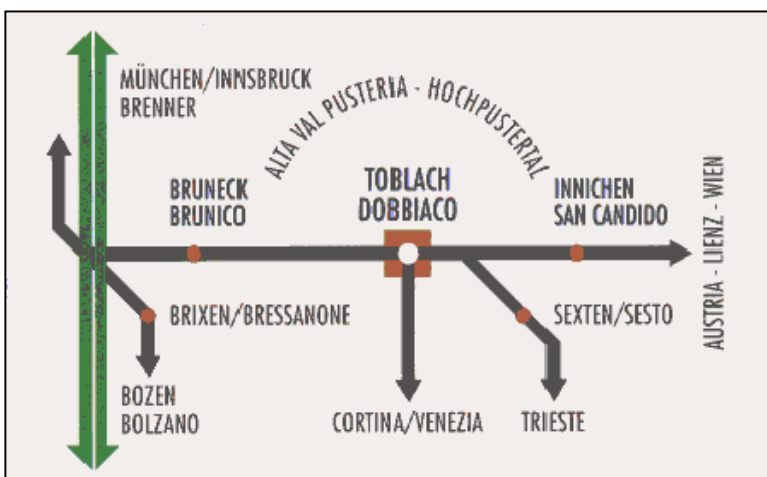 MÜNCHEN/INNSBRUCK
BRENNER
ALTA VAL PUSTERIA - HOCHPUSTERTAL
BRUNECK
BRUNICO
TOBLACH
DOBBIACO
INNICHEN
SAN CANDIDO
AUSTRIA - LIENZ - WIEN
BRIXEN/BRESSANONE
SEXTEN/SESTO
BOZEN
BOLZANO
CORTINA/VENEZIA
TRIESTE